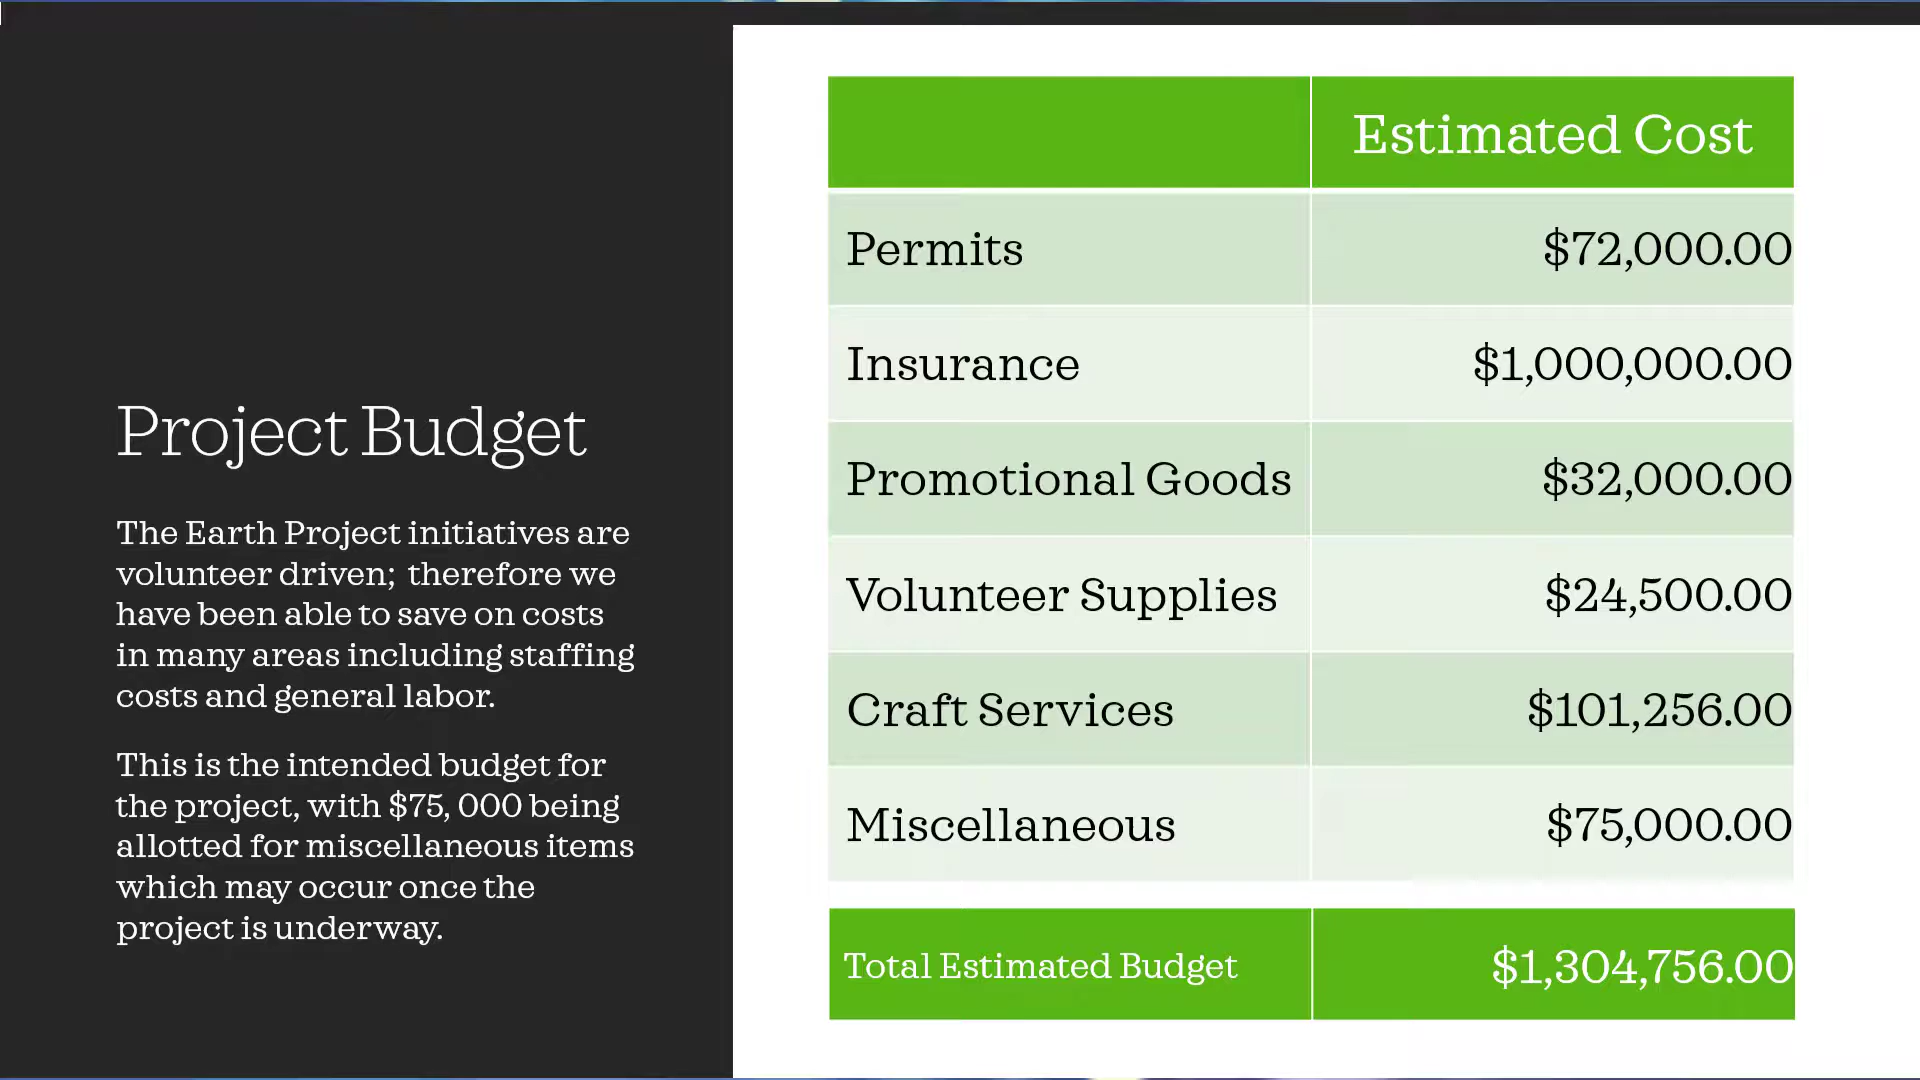 Project Budget
The Earth Project initiatives are
volunteer driven;  therefore we
have been able to save on costs
in many areas including staffing
costs and general labor.
This is the intended budget for
the project, with $75, 000 being
allotted for miscellaneous items
which may occur once the
project is underway.
Estimated Cost
Permits $72,000.00
Insurance $1,000,000.00
Promotional Goods $32,000.00
Volunteer Supplies $24,500.00
Craft Services $101,256.00
Miscellaneous $75,000.00
Total Estimated Budget $1,304,756.00